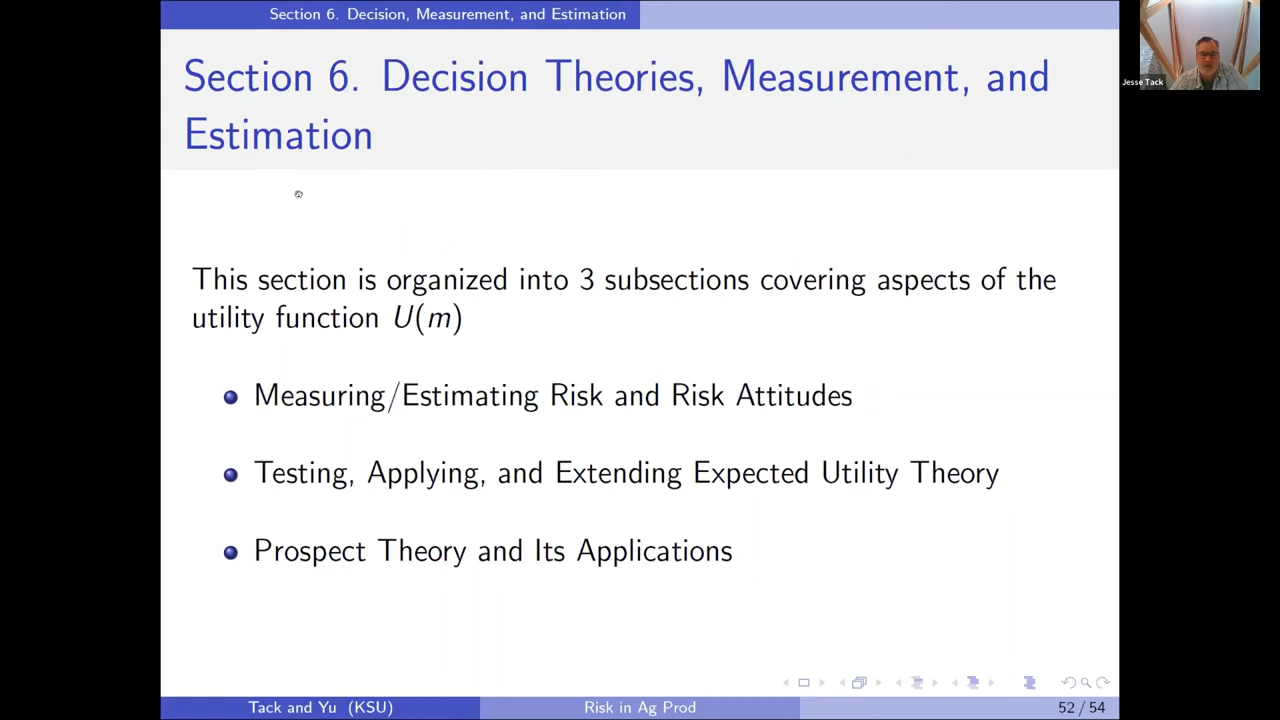 Section 6. Decision, Measurement, and Estimation
Section 6. Decision Theories, Measurement, and
Estimation
Jesse Tack
This section is organized into 3 subsections covering aspects of the
utility function U(m)
Measuring/Estimating Risk and Risk Attitudes
Testing, Applying, and Extending Expected Utility Theory
Prospect Theory and Its Applications
Tack and Yu (KSU)
Risk in Ag Prod
52 / 54